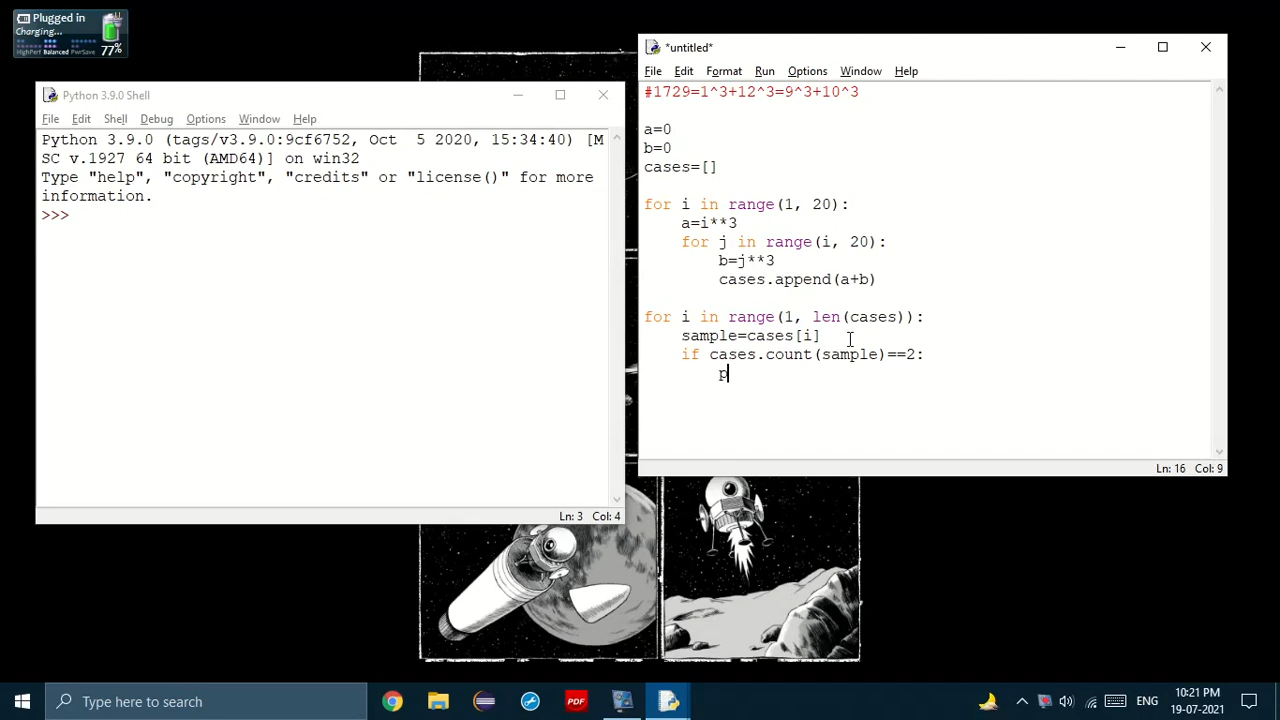 Plugged in
Charging...
HighPerf Balanced PwrSave
77%
Python 3.9.0 Shell
File Edit Shell Debug Options Window Help
Python 3.9.0 (tags/v3.9.0:9cf6752, Oct  5 2020, 15:34:40) [M
SC v.1927 64 bit (AMD64)] on win32
Type "help", "copyright", "credits" or "license()" for more
information.
>>>
Ln: 3 Col: 4
*untitled*
File Edit Format Run Options Window Help
#1729=1^3+12^3=9^3+10^3
a=0
b=0
cases=[]
for i in range(1, 20):
    a=i**3
    for j in range(i, 20):
        b=j**3
        cases.append(a+b)
for i in range(1, len(cases)):
    sample=cases[i]
    if cases.count(sample)==2:
        p
Ln: 16 Col: 9
Type here to search
PDF
ENG
10:21 PM
19-07-2021